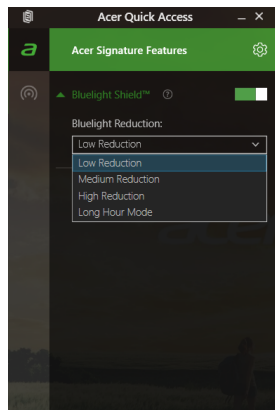 Acer Quick Access
a
Acer Signature Features
Bluelight Shield™
Bluelight Reduction:
Low Reduction
Low Reduction
Medium Reduction
High Reduction
Long Hour Mode